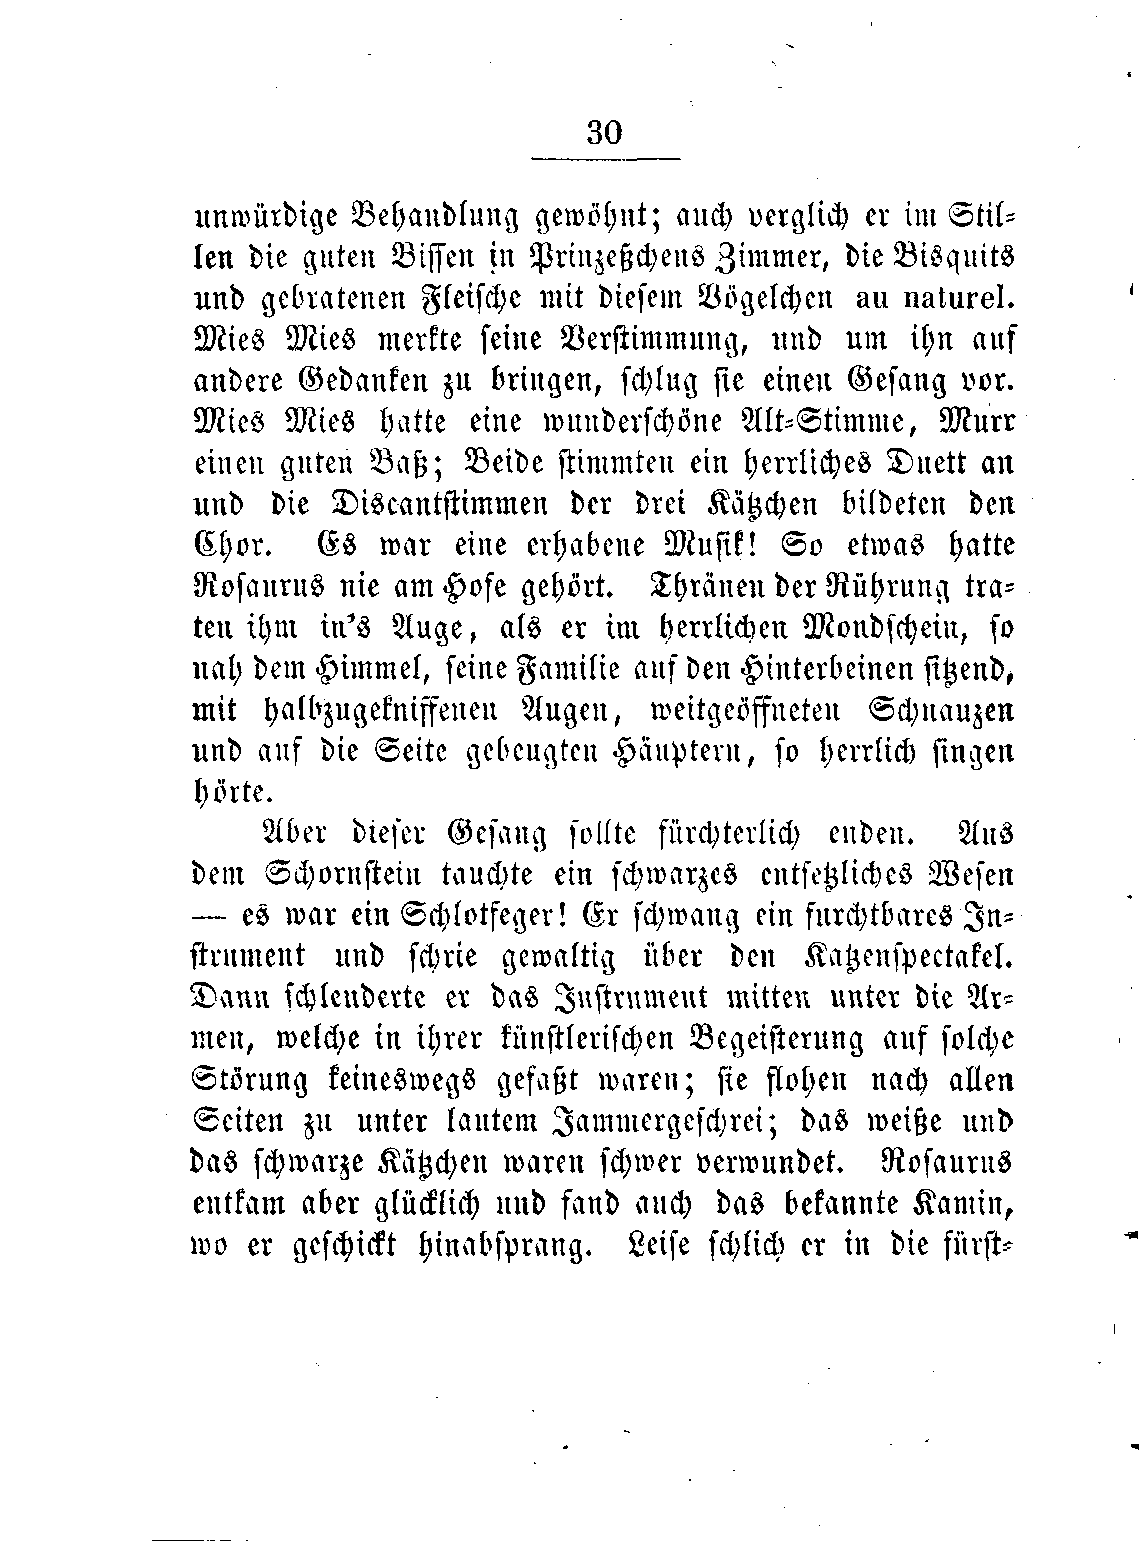 30
unwürdige Behandlung gewöhnt; auch verglich er im Stil-
len die guten Bissen in Prinzeßchens Zimmer, die Bisquits
und gebratenen Fleische mit diesem Vögelchen au naturel.
Mies Mies merkte seine Verstimmung, und um ihn auf
andere Gedanken zu bringen, schlug sie einen Gesang vor.
Mies Mies hatte eine wunderschöne Alt-Stimme, Murr
einen guten Baß; Beide stimmten ein herrliches Duett an
und die Discantstimmen der drei Kätzchen bildeten den
Chor. Es war eine erhabene Musik! So etwas hatte
Rosaurus nie am Hofe gehört. Thränen der Rührung tra-
ten ihm in's Auge, als er im herrlichen Mondschein, so
nah dem Himmel, seine Familie auf den Hinterbeinen sitzend,
mit halbzugekniffenen Augen, weitgeöffneten Schnauzen
und auf die Seite gebeugten Häuptern, so herrlich singen
hörte.
Aber dieser Gesang sollte fürchterlich enden. Aus
dem Schornstein tauchte ein schwarzes entsetzliches Wesen
— es war ein Schlotfeger! Er schwang ein furchtbares In-
strument und schrie gewaltig über den Katzenspectakel.
Dann schleuderte er das Instrument mitten unter die Ar-
men, welche in ihrer künstlerischen Begeisterung auf solche
Störung keineswegs gefaßt waren; sie flohen nach allen
Seiten zu unter lautem Jammergeschrei; das weiße und
das schwarze Kätzchen waren schwer verwundet. Rosaurus
entkam aber glücklich und fand auch das bekannte Kamin,
wo er geschickt hinabsprang. Leise schlich er in die fürst-